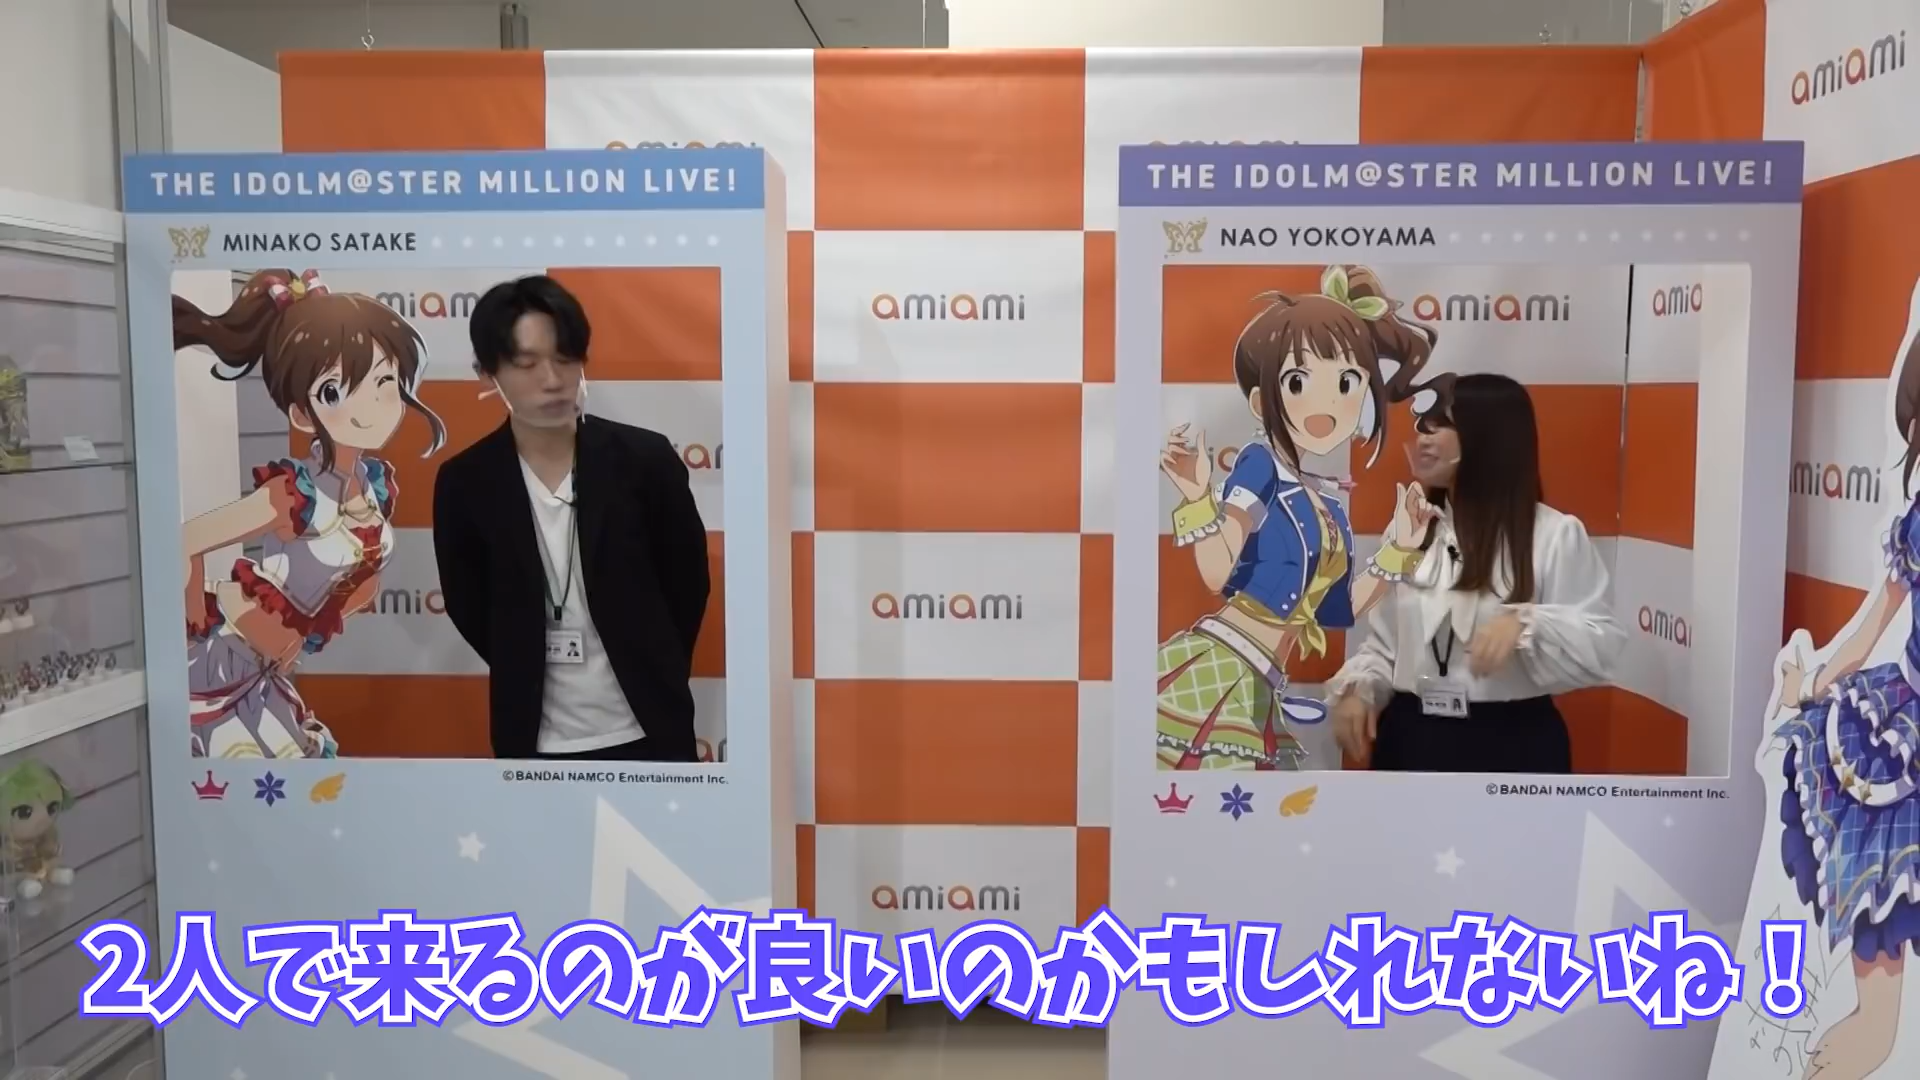 amiami
THE IDOLM@STER MILLION LIVE!
MINAKO SATAKE
THE IDOLM@STER MILLION LIVE!
NAO YOKOYAMA
amiami
amiami
amiami
amiami
amiami
©BANDAI NAMCO Entertainment Inc.
©BANDAI NAMCO Entertainment Inc.
amiami
2人で来るのが良いのかもしれないね！